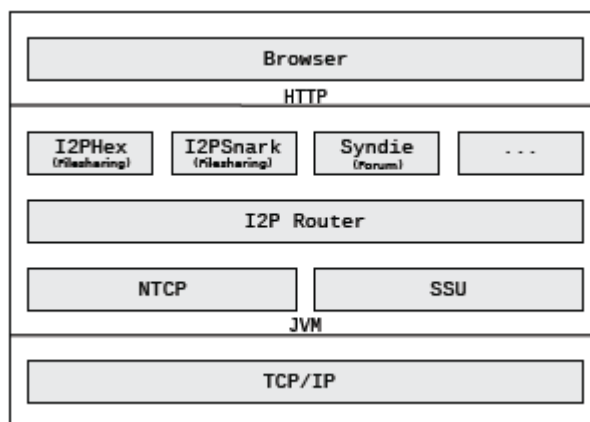 Browser
HTTP
I2PHex I2PSnark Syndie ...
(Filesharing) (Filesharing) (Forum)
I2P Router
NTCP SSU
JVM
TCP/IP